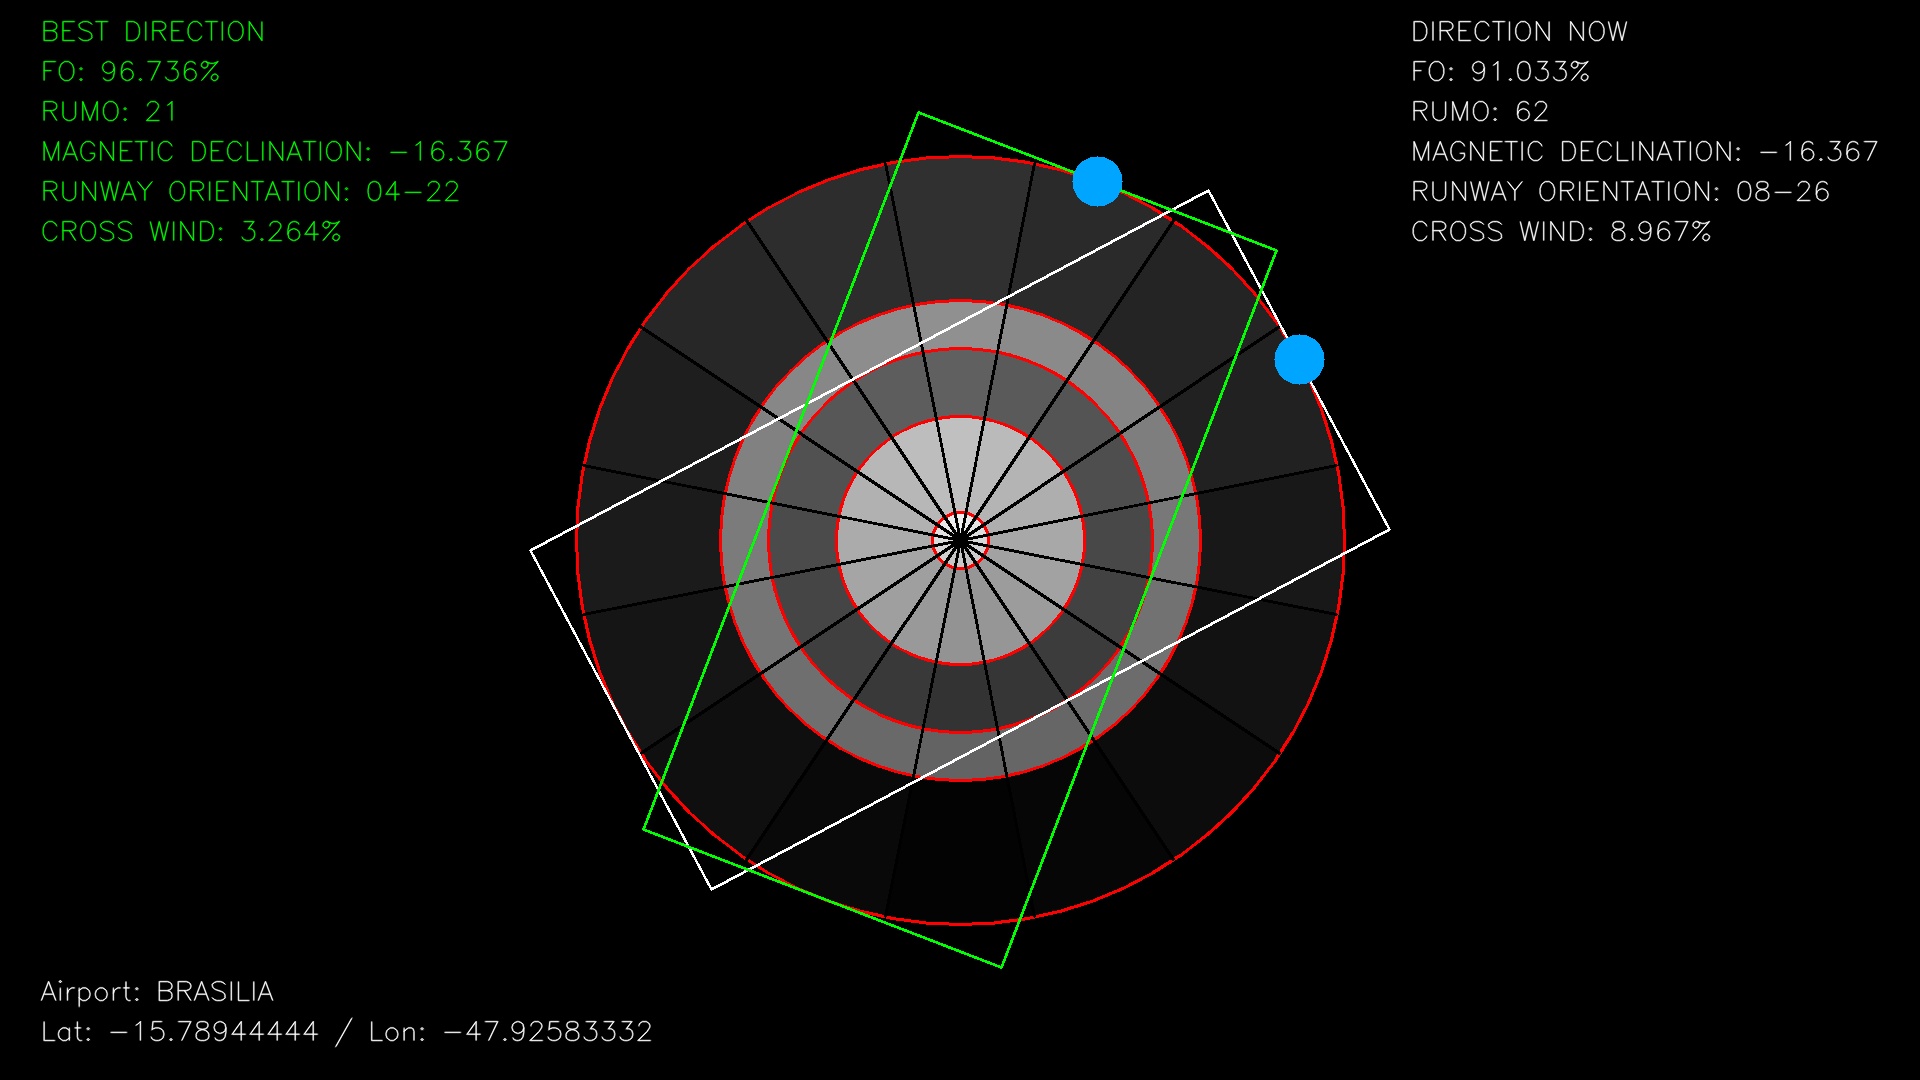 BEST DIRECTION
FO: 96.736%
RUMO: 21
MAGNETIC DECLINATION: -16.367
RUNWAY ORIENTATION: 04-22
CROSS WIND: 3.264%
DIRECTION NOW
FO: 91.033%
RUMO: 62
MAGNETIC DECLINATION: -16.367
RUNWAY ORIENTATION: 08-26
CROSS WIND: 8.967%
Airport: BRASILIA
Lat: -15.78944444 / Lon: -47.92583332